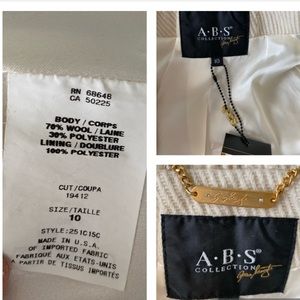 RN 68648
CA 50225
BODY/CORPS
70% WOOL/LAINE
30% POLYESTER
LINING/DOUBLURE
100% POLYESTER
CUT/COUPA
19412
SIZE/TAILLE
10
STYLE:251C15C
MADE IN U.S.A.
OF IMPORTED FABRIC
FABRIQUE AUX ETATS-UNIS
A PARTIR DE TISSUS IMPORTÉS
A·B·S®
COLLECTION
10
A·B·S®
COLLECTION